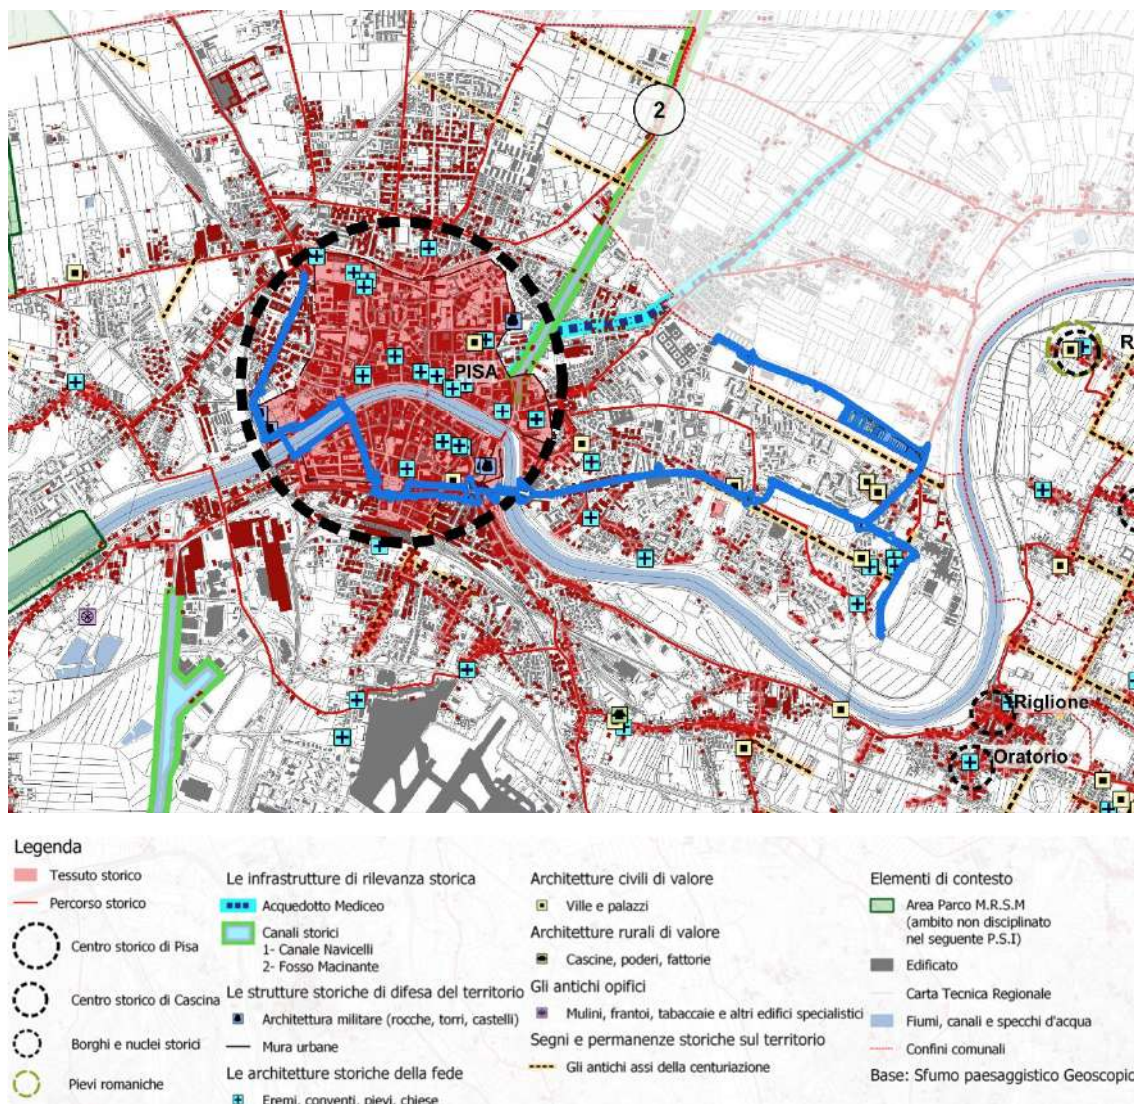 2
PISA
R
Riglione
Oratorio
Legenda
Tessuto storico
Percorso storico
Centro storico di Pisa
Centro storico di Cascina
Borghi e nuclei storici
Pievi romaniche
Le infrastrutture di rilevanza storica
Acquedotto Mediceo
Canali storici
1- Canale Navicelli
2- Fosso Macinante
Le strutture storiche di difesa del territorio
Architettura militare (rocche, torri, castelli)
Mura urbane
Le architetture storiche della fede
Eremi, conventi, pievi, chiese
Architetture civili di valore
Ville e palazzi
Architetture rurali di valore
Cascine, poderi, fattorie
Gli antichi opifici
Mulini, frantoi, tabaccaie e altri edifici specialistici
Segni e permanenze storiche sul territorio
Gli antichi assi della centuriazione
Elementi di contesto
Area Parco M.R.S.M
(ambito non disciplinato
nel seguente P.S.I)
Edificato
Carta Tecnica Regionale
Fiumi, canali e specchi d'acqua
Confini comunali
Base: Sfumo paesaggistico Geoscopio